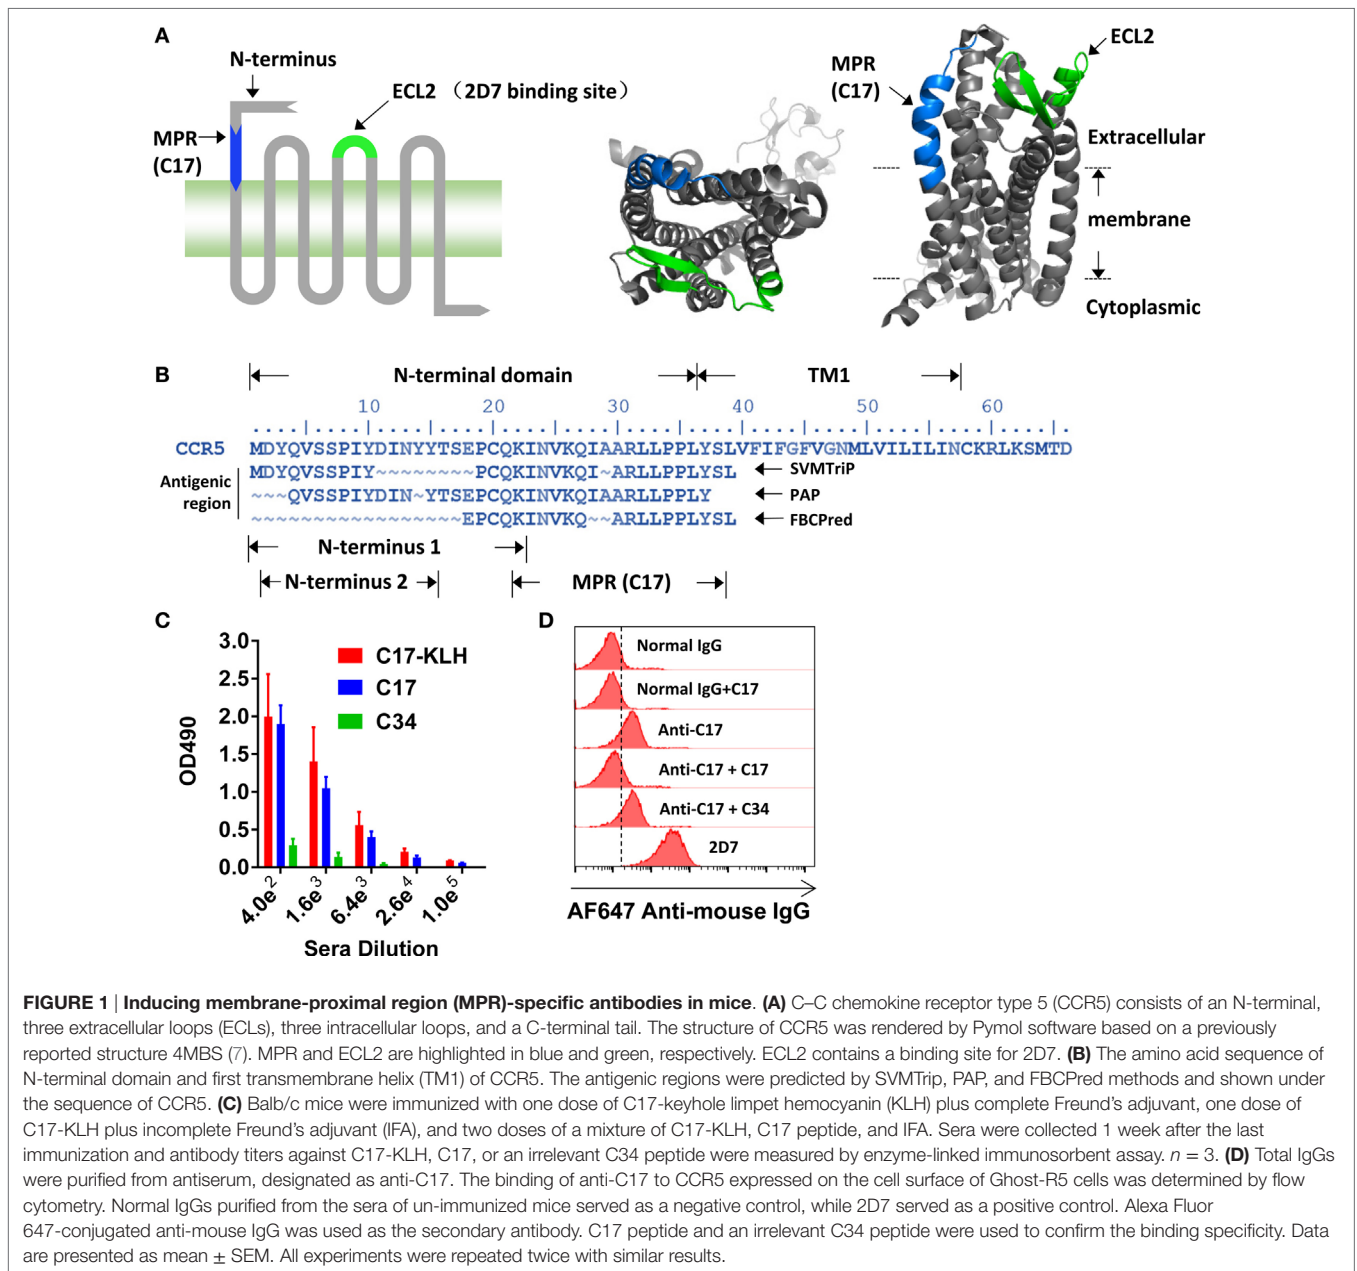 A
N-terminus
ECL2 （2D7 binding site）
MPR
(C17)
MPR
(C17)
ECL2
Extracellular
membrane
Cytoplasmic
B
N-terminal domain
TM1
10 20 30 40 50 60
CCR5 MDYQVSSPIYDINYYTSEPCQKINVKQIAARLLPPLYSLVFIFGFVGNMLVILILINCKRLKSMTD
Antigenic
region
MDYQVSSPIY~~~~~~~~PCQKINVKQI~ARLLPPLYSL SVMTriP
~~~QVSSPIYDIN~YTSEPCQKINVKQIAARLLPPLY PAP
~~~~~~~~~~~~~~~~~EPCQKINVKQ~~ARLLPPLYSL FBCPred
N-terminus 1
N-terminus 2
MPR (C17)
C
3.0
2.5
2.0
1.5
1.0
0.5
0.0
OD490
C17-KLH
C17
C34
4.0e2 1.6e3 6.4e3 2.6e4 1.0e5
Sera Dilution
D
Normal IgG
Normal IgG+C17
Anti-C17
Anti-C17 + C17
Anti-C17 + C34
2D7
AF647 Anti-mouse IgG
FIGURE 1 | Inducing membrane-proximal region (MPR)-specific antibodies in mice. (A) C–C chemokine receptor type 5 (CCR5) consists of an N-terminal,
three extracellular loops (ECLs), three intracellular loops, and a C-terminal tail. The structure of CCR5 was rendered by Pymol software based on a previously
reported structure 4MBS (7). MPR and ECL2 are highlighted in blue and green, respectively. ECL2 contains a binding site for 2D7. (B) The amino acid sequence of
N-terminal domain and first transmembrane helix (TM1) of CCR5. The antigenic regions were predicted by SVMTrip, PAP, and FBCPred methods and shown under
the sequence of CCR5. (C) Balb/c mice were immunized with one dose of C17-keyhole limpet hemocyanin (KLH) plus complete Freund's adjuvant, one dose of
C17-KLH plus incomplete Freund's adjuvant (IFA), and two doses of a mixture of C17-KLH, C17 peptide, and IFA. Sera were collected 1 week after the last
immunization and antibody titers against C17-KLH, C17, or an irrelevant C34 peptide were measured by enzyme-linked immunosorbent assay. n = 3. (D) Total IgGs
were purified from antiserum, designated as anti-C17. The binding of anti-C17 to CCR5 expressed on the cell surface of Ghost-R5 cells was determined by flow
cytometry. Normal IgGs purified from the sera of un-immunized mice served as a negative control, while 2D7 served as a positive control. Alexa Fluor
647-conjugated anti-mouse IgG was used as the secondary antibody. C17 peptide and an irrelevant C34 peptide were used to confirm the binding specificity. Data
are presented as mean ± SEM. All experiments were repeated twice with similar results.